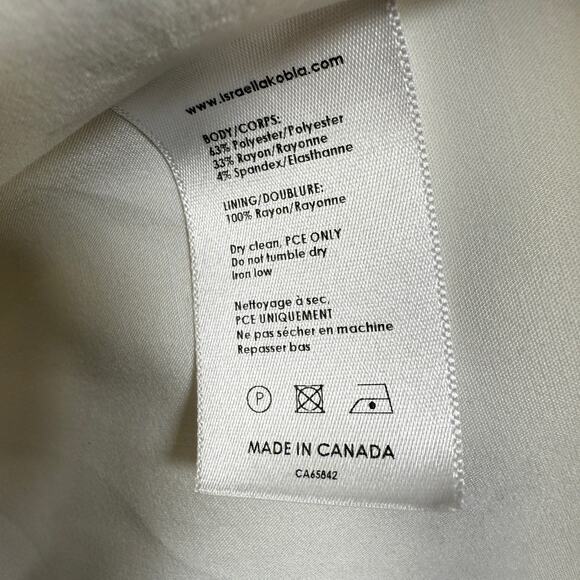 www.israellakobla.com
BODY/CORPS:
63% Polyester/Polyester
33% Rayon/Rayonne
4% Spandex/Elasthanne
LINING/DOUBLURE:
100% Rayon/Rayonne
Dry clean, PCE ONLY
Do not tumble dry
Iron low
Nettoyage à sec,
PCE UNIQUEMENT
Ne pas sécher en machine
Repasser bas
P
MADE IN CANADA
CA65842